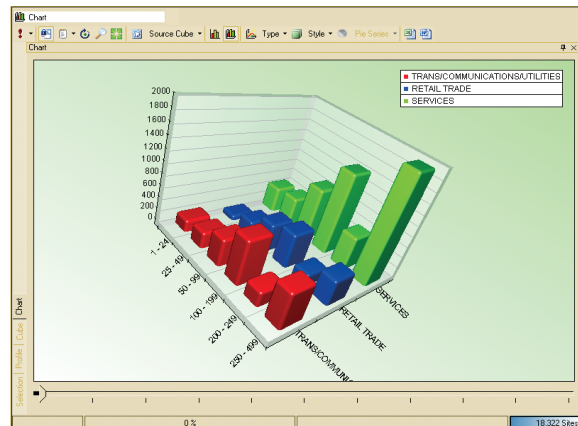 Chart
Source Cube
Type
Style
Pie Series
Chart
TRANS/COMMUNICATIONS/UTILITIES
RETAIL TRADE
SERVICES
2000
1800
1600
1400
1200
1000
800
600
400
200
0
1 - 24
25 - 49
50 - 99
100 - 199
200 - 249
250 - 499
SERVICES
RETAIL TRADE
TRANS/COMMUNI
Selection
Profile
Cube
Chart
0 %
18,322 Sites